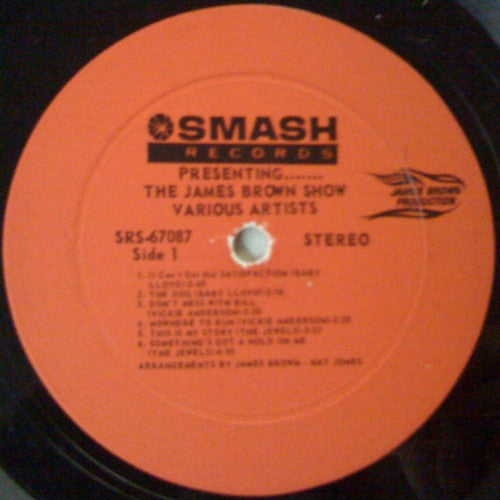 SMASH
RECORDS
PRESENTING.......
THE JAMES BROWN SHOW
VARIOUS ARTISTS
JAMES BROWN
PRODUCTION
SRS-67087
STEREO
Side 1
1. (I Can't Get No) SATISFACTION (BABY
LLOYD)
2. THE DOG (BABY LLOYD)
3. DON'T MESS WITH BILL
(VICKIE ANDERSON)
4. NOWHERE TO RUN (VICKIE ANDERSON)
5. THIS IS MY STORY (THE JEWELS)
6. SOMETHING'S GOT A HOLD ON ME
(THE JEWELS)
ARRANGEMENTS BY JAMES BROWN - NAT JONES